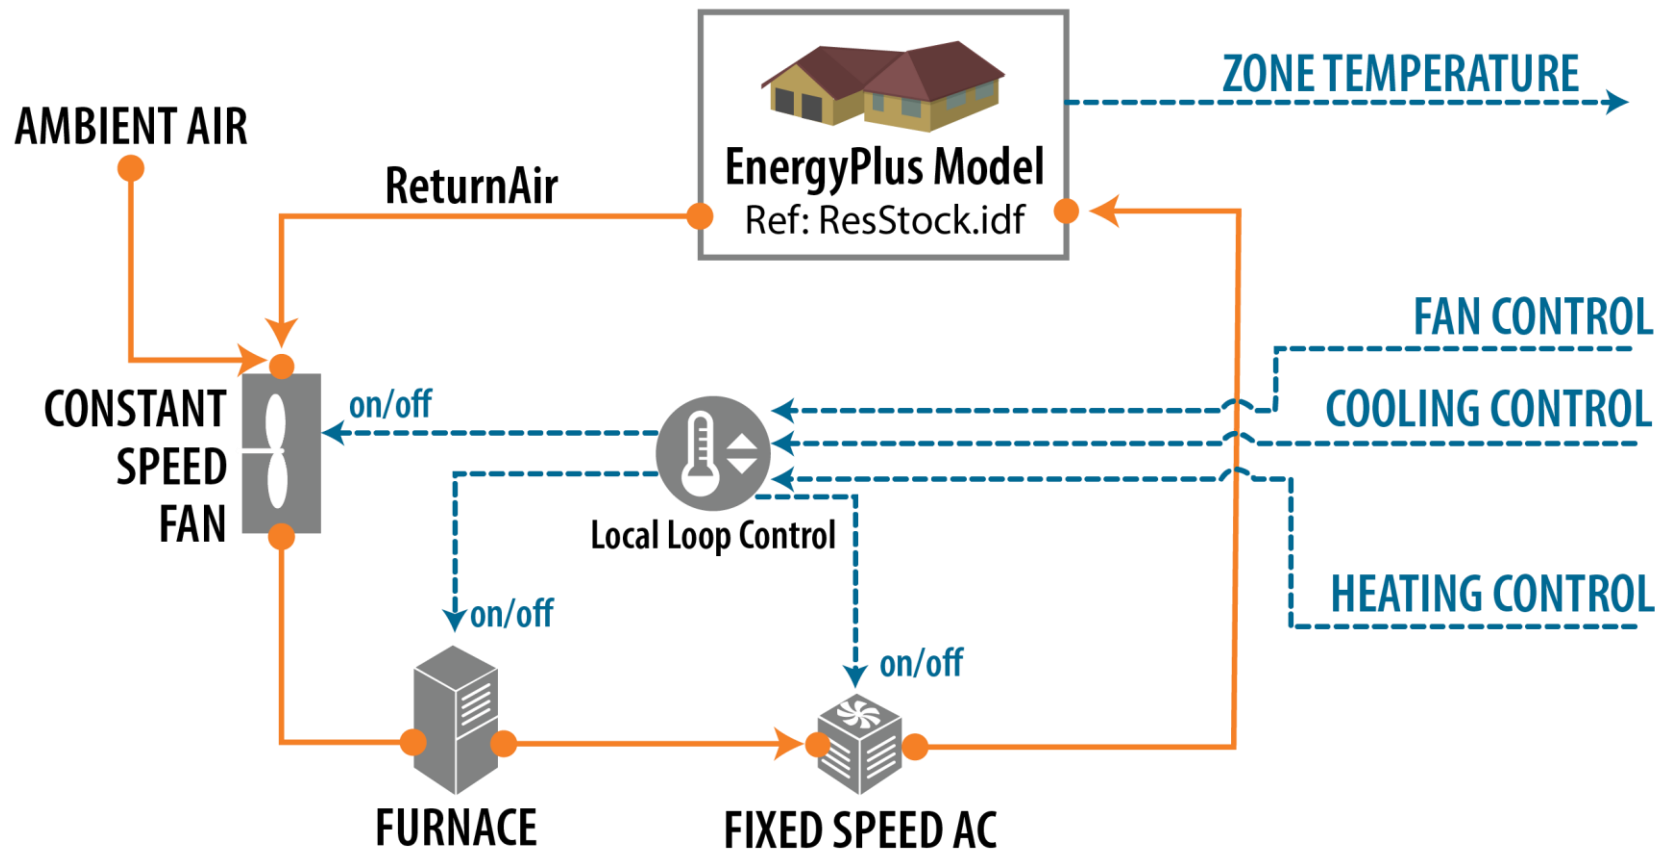 ZONE TEMPERATURE
AMBIENT AIR
EnergyPlus Model
ReturnAir
Ref: ResStock.idf
FAN CONTROL
CONSTANT
SPEED
FAN
on/off
COOLING CONTROL
Local Loop Control
on/off
HEATING CONTROL
on/off
FURNACE
FIXED SPEED AC